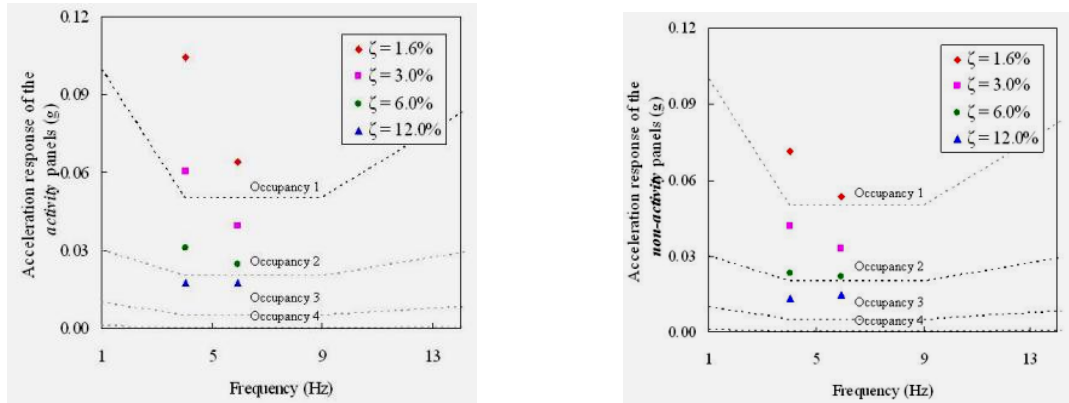 Acceleration response of the
activity panels (g)
0.12
0.09
0.06
0.03
0.00
ζ = 1.6%
ζ = 3.0%
ζ = 6.0%
ζ = 12.0%
Occupancy 1
Occupancy 2
Occupancy 3
Occupancy 4
1 5 9 13
Frequency (Hz)
Acceleration response of the
non-activity panels (g)
0.12
0.09
0.06
0.03
0.00
ζ = 1.6%
ζ = 3.0%
ζ = 6.0%
ζ = 12.0%
Occupancy 1
Occupancy 2
Occupancy 3
Occupancy 4
1 5 9 13
Frequency (Hz)